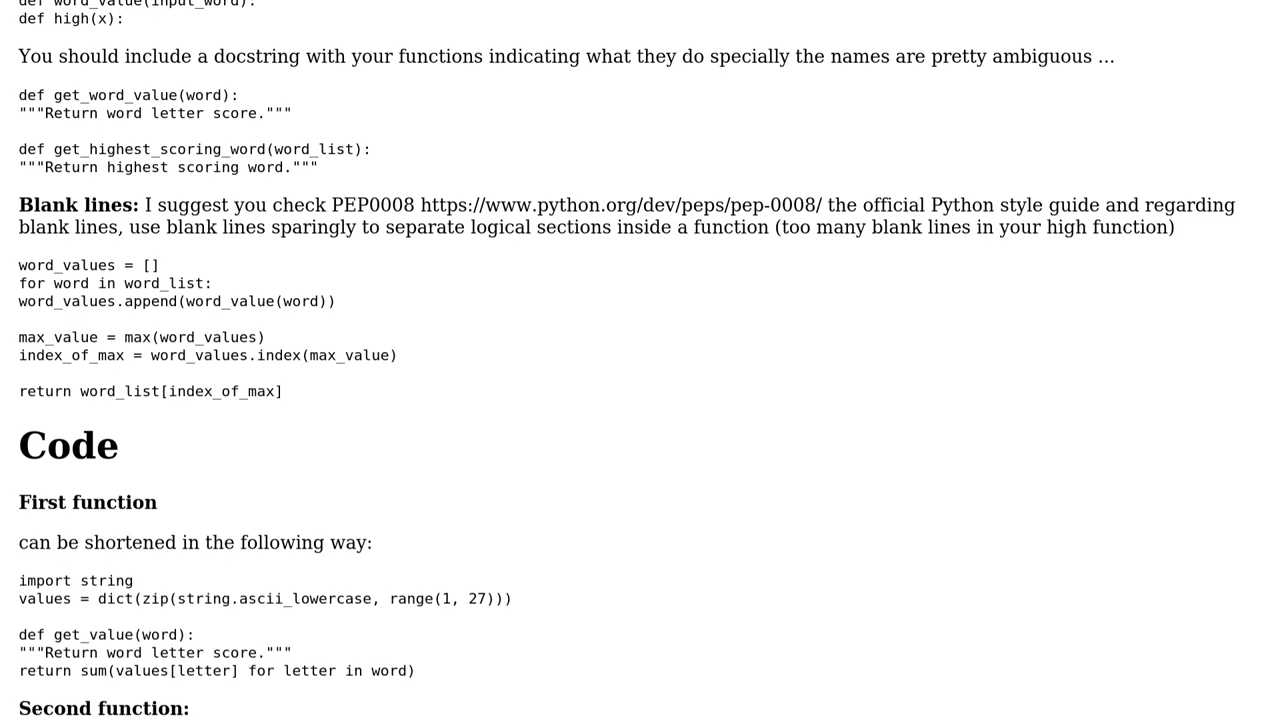 def word_value(input_word):
def high(x):
You should include a docstring with your functions indicating what they do specially the names are pretty ambiguous ...
def get_word_value(word):
"""Return word letter score."""
def get_highest_scoring_word(word_list):
"""Return highest scoring word."""
Blank lines: I suggest you check PEP0008 https://www.python.org/dev/peps/pep-0008/ the official Python style guide and regarding
blank lines, use blank lines sparingly to separate logical sections inside a function (too many blank lines in your high function)
word_values = []
for word in word_list:
word_values.append(word_value(word))
max_value = max(word_values)
index_of_max = word_values.index(max_value)
return word_list[index_of_max]
Code
First function
can be shortened in the following way:
import string
values = dict(zip(string.ascii_lowercase, range(1, 27)))
def get_value(word):
"""Return word letter score."""
return sum(values[letter] for letter in word)
Second function: